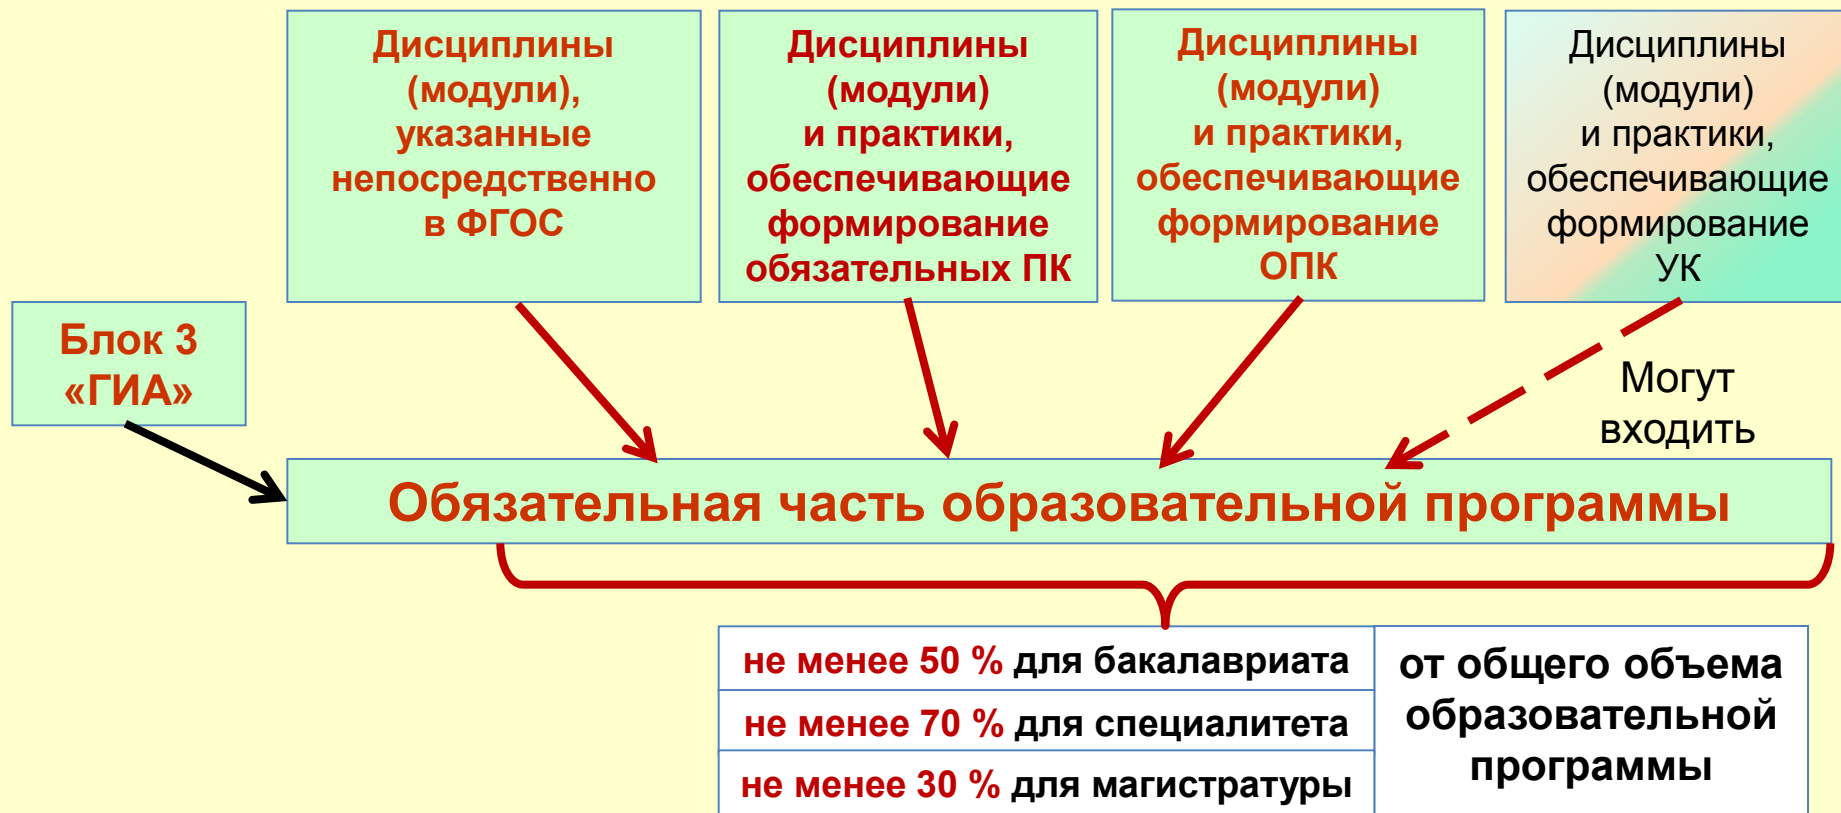 Дисциплины
(модули),
указанные
непосредственно
в ФГОС
Дисциплины
(модули)
и практики,
обеспечивающие
формирование
обязательных ПК
Дисциплины
(модули)
и практики,
обеспечивающие
формирование
ОПК
Дисциплины
(модули)
и практики,
обеспечивающие
формирование
УК
Блок 3
«ГИА»
Могут
входить
Обязательная часть образовательной программы
не менее 50 % для бакалавриата
не менее 70 % для специалитета
не менее 30 % для магистратуры
от общего объема
образовательной
программы